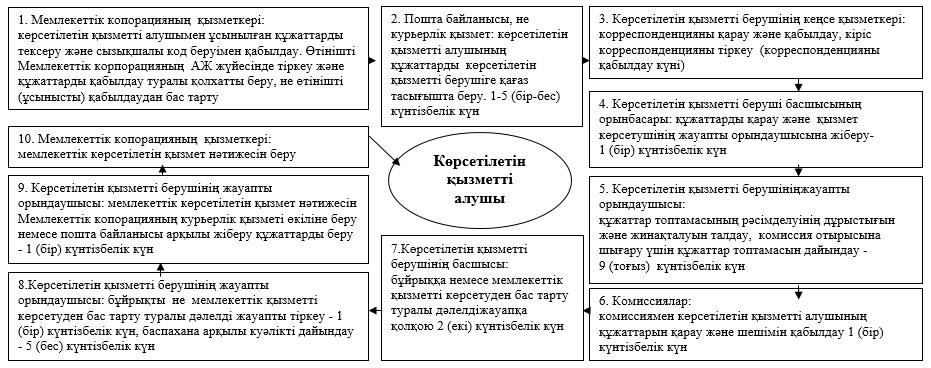 1. Мемлекеттік копорацияның  қызметкері:
көрсетілетін қызметті алушымен ұсынылған құжаттарды
тексеру және сызықшалы код беруімен қабылдау. Өтінішті
Мемлекеттік корпорацияның  АЖ жүйесінде тіркеу және
құжаттарды қабылдау туралы қолхатты беру, не өтінішті
(ұсынысты) қабылдаудан бас тарту
2. Пошта байланысы, не
курьерлік қызмет: көрсетілетін
қызметті алушының
құжаттарды  көрсетілетін
қызметті берушіге қағаз
тасығышта беру. 1-5 (бір-бес)
күнтізбелік күн
3. Көрсетілетін қызметті берушінің кеңсе қызметкері:
корреспонденцияны қарау және қабылдау, кіріс
корреспонденцияны тіркеу  (корреспонденцияны
қабылдау күні)
4. Көрсетілетін қызметті беруші басшысының
орынбасары: құжаттарды қарау және  қызмет
көрсетушінің жауапты орындаушысына жіберу-
1 (бір) күнтізбелік күн
5. Көрсетілетін қызметті берушініңжауапты
орындаушысы:
құжаттар топтамасының рәсімделуінің дұрыстығын
және жинақталуын талдау,  комиссия отырысына
шығару үшін құжаттар топтамасын дайындау -
9 (тоғыз)  күнтізбелік күн
6. Комиссиялар:
комиссиямен көрсетілетін қызметті алушының
құжаттарын қарау және шешімін қабылдау 1 (бір)
күнтізбелік күн
7.Көрсетілетін қызметті
берушінің басшысы:
бұйрыққа немесе мемлекеттік
қызметті көрсетуден бас тарту
туралы дәлелдіжауапқа
қолқою 2 (екі) күнтізбелік күн
8.Көрсетілетін қызметті берушінің жауапты
орындаушысы: бұйрықты  не  мемлекеттік қызметті
көрсетуден бас тарту туралы дәлелді жауапты тіркеу - 1
(бір) күнтізбелік күн, баспахана арқылы куәлікті дайындау
- 5 (бес) күнтізбелік күн
9. Көрсетілетін қызметті берушінің жауапты
орындаушысы: мемлекеттік көрсетілетін қызмет нәтижесін
Мемлекеттік копорацияның курьерлік қызметі өкіліне беру
немесе пошта байланысы арқылы жіберу құжаттарды беру
- 1 (бір) күнтізбелік күн
10. Мемлекеттік копорацияның  қызметкері:
мемлекеттік көрсетілетін қызмет нәтижесін беру
Көрсетілетін
қызметті
алушы